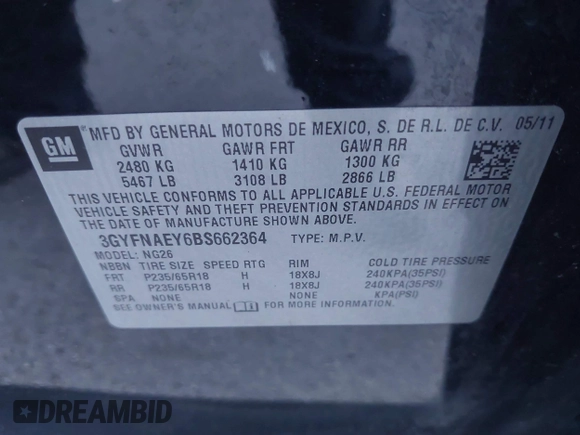 GM
MFD BY GENERAL MOTORS DE MEXICO, S. DE R.L. DE C.V. 05/11
GVWR GAWR FRT GAWR RR
2480 KG 1410 KG 1300 KG
5467 LB 3108 LB 2866 LB
THIS VEHICLE CONFORMS TO ALL APPLICABLE U.S. FEDERAL MOTOR
VEHICLE SAFETY AND THEFT PREVENTION STANDARDS IN EFFECT ON
THE DATE OF MANUFACTURE SHOWN ABOVE.
3GYFNAEY6BS662364 TYPE: M.P.V.
MODEL: NG26
NBBN TIRE SIZE SPEED RTG RIM COLD TIRE PRESSURE
FRT P235/65R18 H 18X8J 240KPA(35PSI)
RR P235/65R18 H 18X8J 240KPA(35PSI)
SPA NONE NONE KPA(PSI)
SEE OWNER'S MANUAL FOR MORE INFORMATION.
DREAMBID